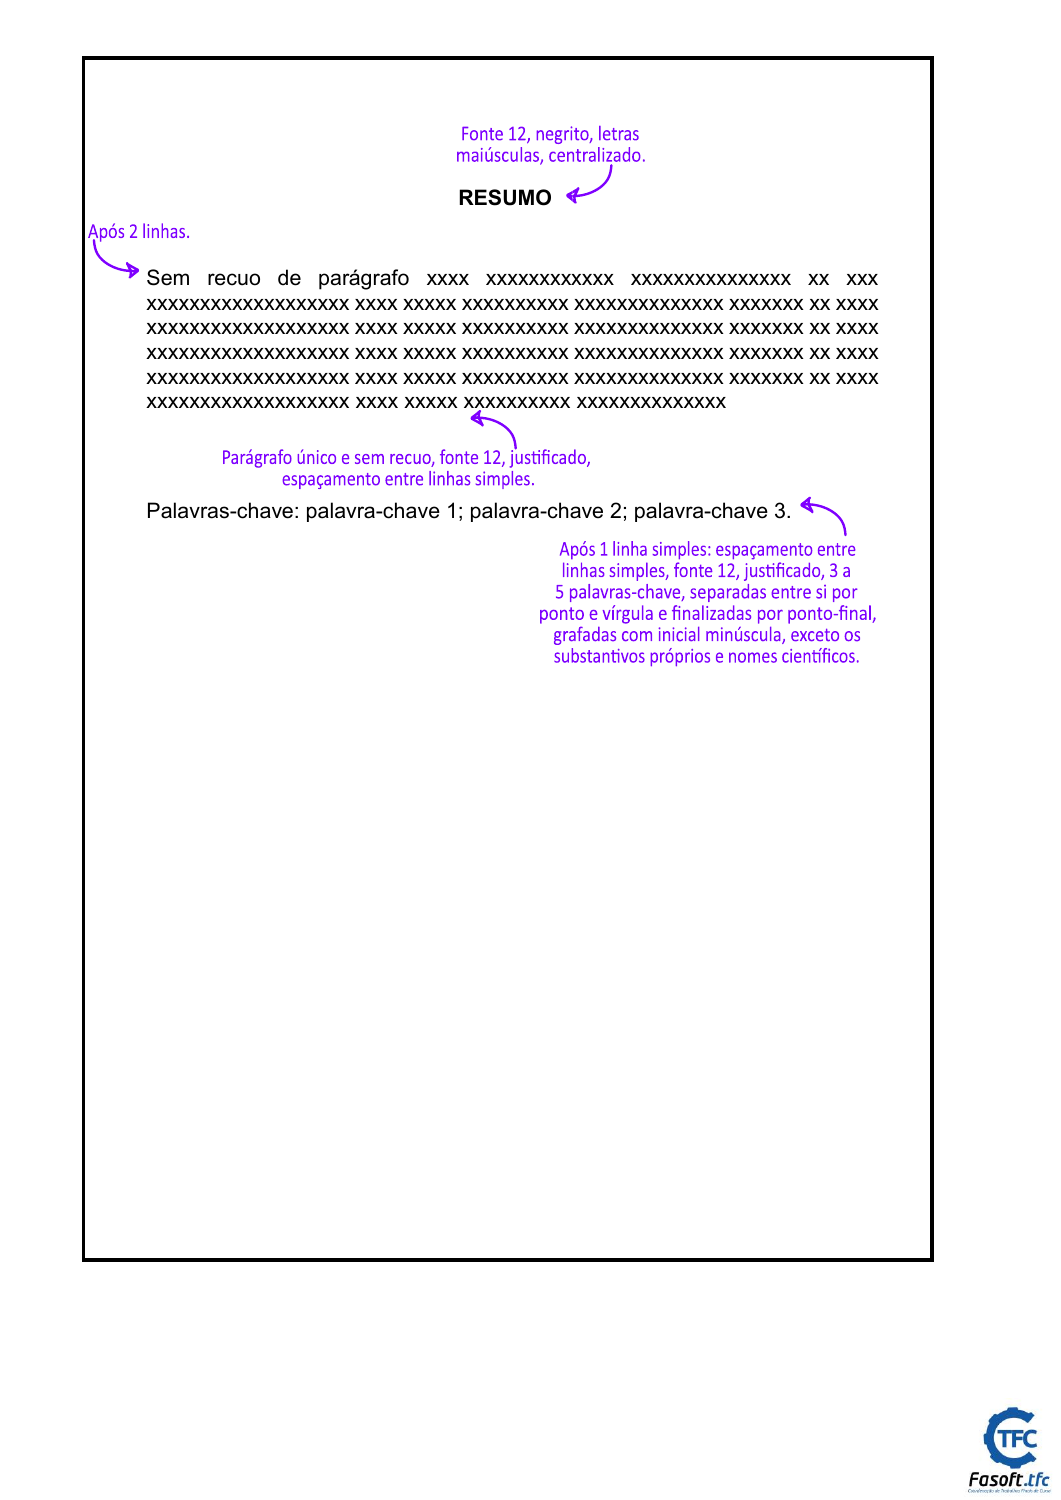 Fonte 12, negrito, letras
maiúsculas, centralizado.
RESUMO
Após 2 linhas.
Sem recuo de parágrafo xxxx xxxxxxxxxxxx xxxxxxxxxxxxxxx xx xxx
xxxxxxxxxxxxxxxxxxx xxxx xxxxx xxxxxxxxxx xxxxxxxxxxxxxx xxxxxxx xx xxxx
xxxxxxxxxxxxxxxxxxx xxxx xxxxx xxxxxxxxxx xxxxxxxxxxxxxx xxxxxxx xx xxxx
xxxxxxxxxxxxxxxxxxx xxxx xxxxx xxxxxxxxxx xxxxxxxxxxxxxx xxxxxxx xx xxxx
xxxxxxxxxxxxxxxxxxx xxxx xxxxx xxxxxxxxxx xxxxxxxxxxxxxx xxxxxxx xx xxxx
xxxxxxxxxxxxxxxxxxx xxxx xxxxx xxxxxxxxxx xxxxxxxxxxxxxx
Parágrafo único e sem recuo, fonte 12, justificado,
espaçamento entre linhas simples.
Palavras-chave: palavra-chave 1; palavra-chave 2; palavra-chave 3.
Após 1 linha simples: espaçamento entre
linhas simples, fonte 12, justificado, 3 a
5 palavras-chave, separadas entre si por
ponto e vírgula e finalizadas por ponto-final,
grafadas com inicial minúscula, exceto os
substantivos próprios e nomes científicos.
TFC
Fasoft.tfc
Coordenação de Trabalhos Finais de Curso